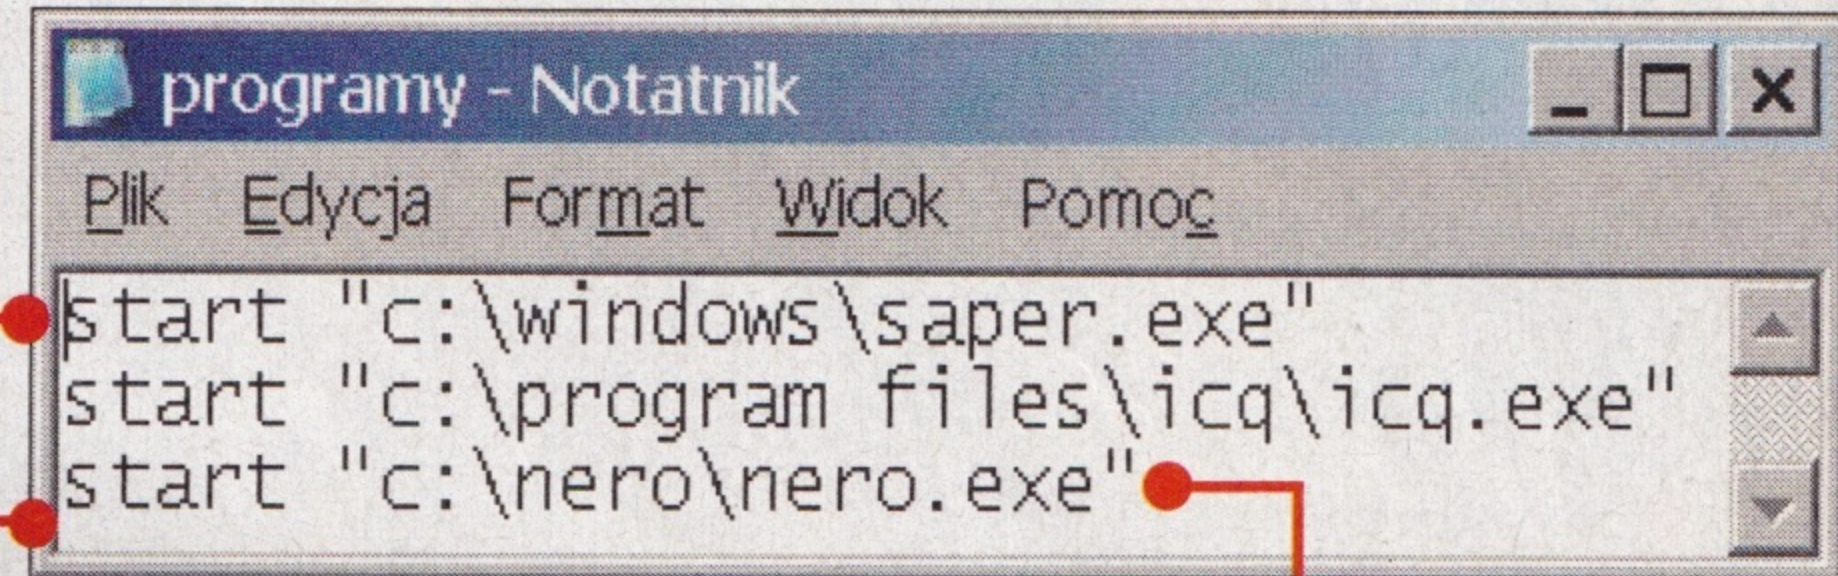 programy - Notatnik
Plik Edycja Format Widok Pomoc
start "c:\windows\saper.exe"
start "c:\program files\icq\icq.exe"
start "c:\nero\nero.exe"